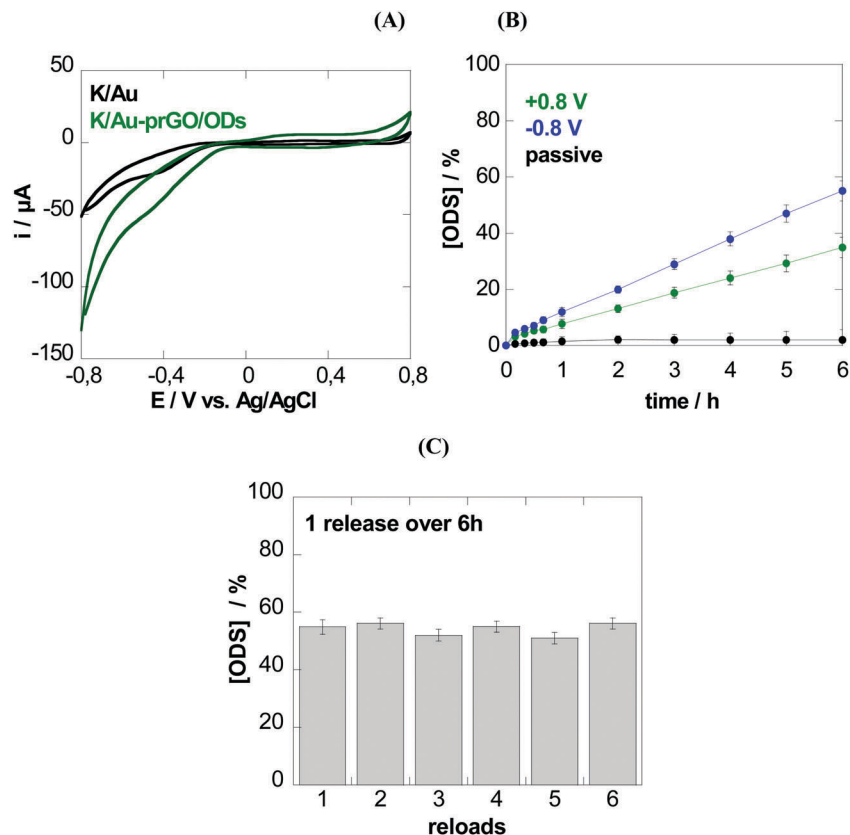 (A)
50
0
-50
-100
-150
i / µA
K/Au
K/Au-prGO/ODs
-0,8 -0,4 0 0,4 0,8
E / V vs. Ag/AgCl
(B)
100
80
60
40
20
0
[ODS] / %
+0.8 V
-0.8 V
passive
0 1 2 3 4 5 6
time / h
(C)
100
80
60
40
20
0
[ODS] / %
1 release over 6h
1 2 3 4 5 6
reloads